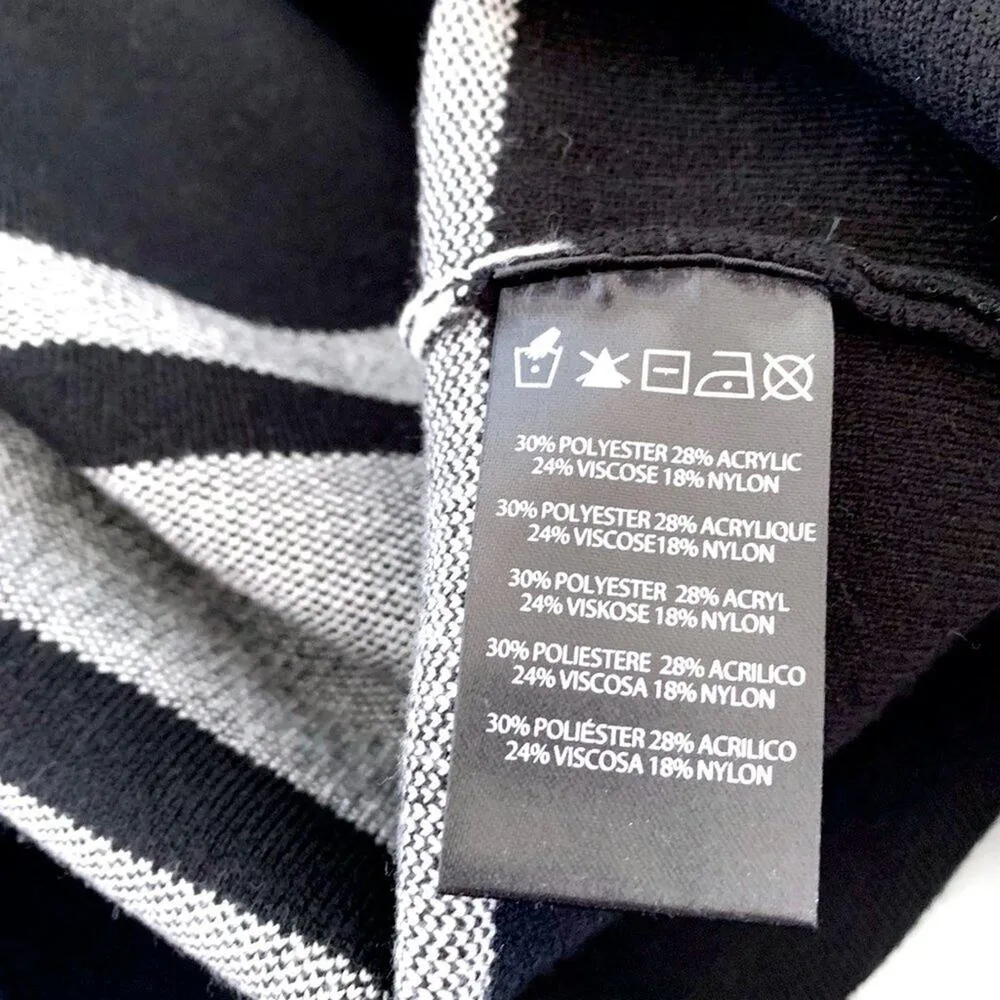 30% POLYESTER 28% ACRYLIC
24% VISCOSE 18% NYLON
30% POLYESTER 28% ACRYLIQUE
24% VISCOSE18% NYLON
30% POLYESTER 28% ACRYL
24% VISKOSE 18% NYLON
30% POLIESTERE 28% ACRILICO
24% VISCOSA 18% NYLON
30% POLIÉSTER 28% ACRILICO
24% VISCOSA 18% NYLON